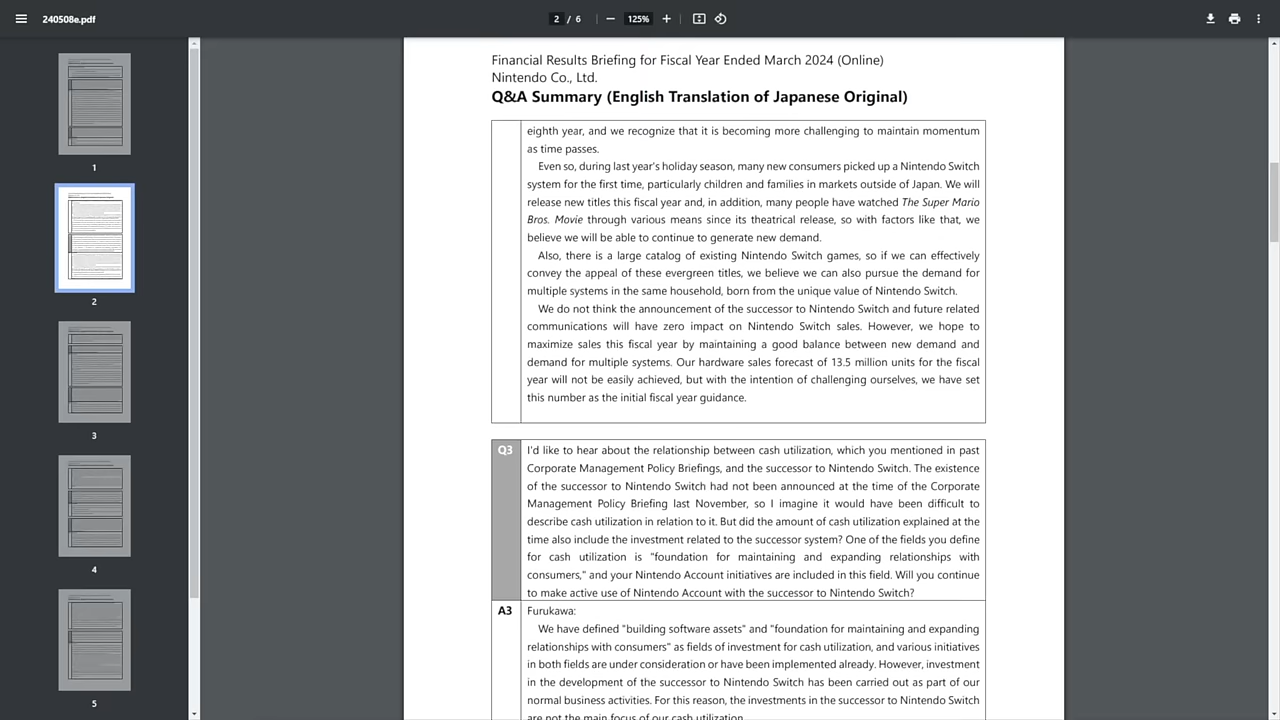 240508e.pdf
2 / 6
125%
1
2
3
4
5
Financial Results Briefing for Fiscal Year Ended March 2024 (Online)
Nintendo Co., Ltd.
Q&A Summary (English Translation of Japanese Original)
eighth year, and we recognize that it is becoming more challenging to maintain momentum
as time passes.
Even so, during last year's holiday season, many new consumers picked up a Nintendo Switch
system for the first time, particularly children and families in markets outside of Japan. We will
release new titles this fiscal year and, in addition, many people have watched The Super Mario
Bros. Movie through various means since its theatrical release, so with factors like that, we
believe we will be able to continue to generate new demand.
Also, there is a large catalog of existing Nintendo Switch games, so if we can effectively
convey the appeal of these evergreen titles, we believe we can also pursue the demand for
multiple systems in the same household, born from the unique value of Nintendo Switch.
We do not think the announcement of the successor to Nintendo Switch and future related
communications will have zero impact on Nintendo Switch sales. However, we hope to
maximize sales this fiscal year by maintaining a good balance between new demand and
demand for multiple systems. Our hardware sales forecast of 13.5 million units for the fiscal
year will not be easily achieved, but with the intention of challenging ourselves, we have set
this number as the initial fiscal year guidance.
Q3 I'd like to hear about the relationship between cash utilization, which you mentioned in past
Corporate Management Policy Briefings, and the successor to Nintendo Switch. The existence
of the successor to Nintendo Switch had not been announced at the time of the Corporate
Management Policy Briefing last November, so I imagine it would have been difficult to
describe cash utilization in relation to it. But did the amount of cash utilization explained at the
time also include the investment related to the successor system? One of the fields you define
for cash utilization is "foundation for maintaining and expanding relationships with
consumers," and your Nintendo Account initiatives are included in this field. Will you continue
to make active use of Nintendo Account with the successor to Nintendo Switch?
A3 Furukawa:
We have defined "building software assets" and "foundation for maintaining and expanding
relationships with consumers" as fields of investment for cash utilization, and various initiatives
in both fields are under consideration or have been implemented already. However, investment
in the development of the successor to Nintendo Switch has been carried out as part of our
normal business activities. For this reason, the investments in the successor to Nintendo Switch
are not the main focus of our cash utilization.